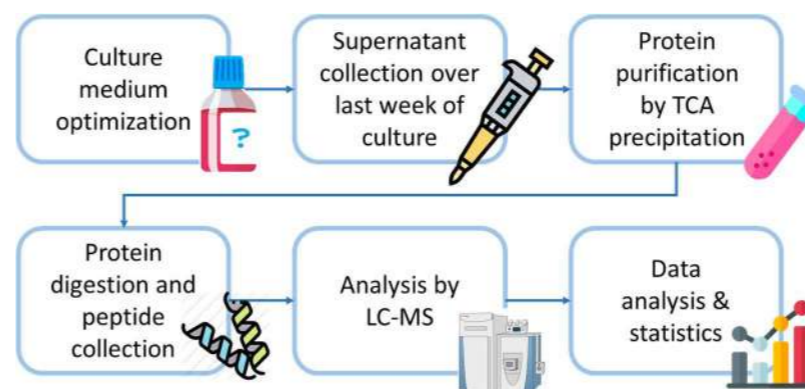 Culture
medium
optimization
?
Supernatant
collection over
last week of
culture
Protein
purification
by TCA
precipitation
Protein
digestion and
peptide
collection
Analysis by
LC-MS
Data
analysis &
statistics